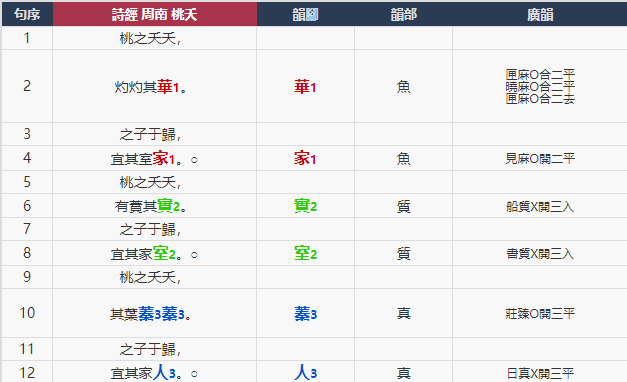 句序 詩經 周南 桃夭 韻腳 韻部 廣韻
1 桃之夭夭，
2 灼灼其華1。 華1 魚 匣麻O合二平
曉麻O合二平
匣麻O合二去
3 之子于歸，
4 宜其室家1。○ 家1 魚 見麻O開二平
5 桃之夭夭，
6 有蕡其實2。 實2 質 船質X開三入
7 之子于歸，
8 宜其家室2。○ 室2 質 書質X開三入
9 桃之夭夭，
10 其葉蓁3蓁3。 蓁3 真 莊臻O開三平
11 之子于歸，
12 宜其家人3。○ 人3 真 日真X開三平